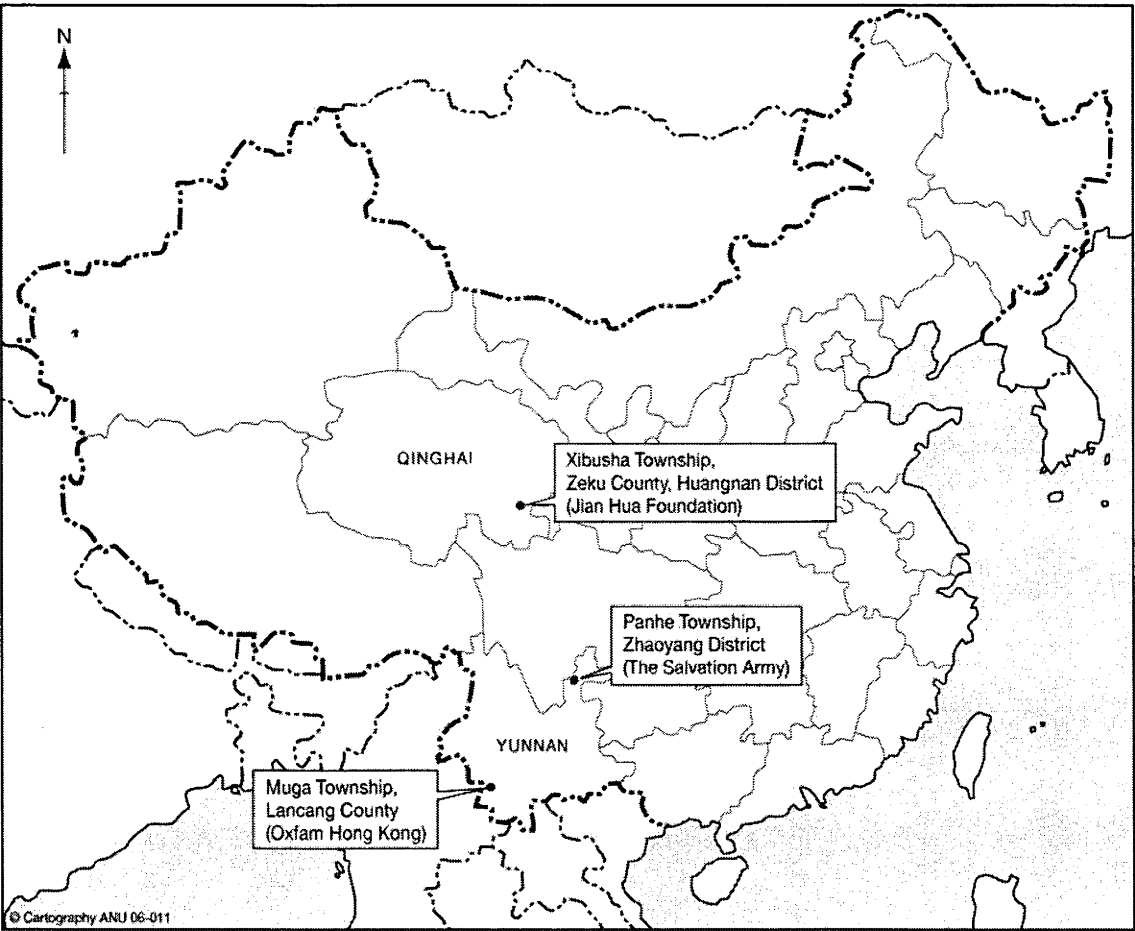 N
QINGHAI
Xibusha Township,
Zeku County, Huangnan District
(Jian Hua Foundation)
Panhe Township,
Zhaoyang District
(The Salvation Army)
YUNNAN
Muga Township,
Lancang County
(Oxfam Hong Kong)
© Cartography ANU 06-011